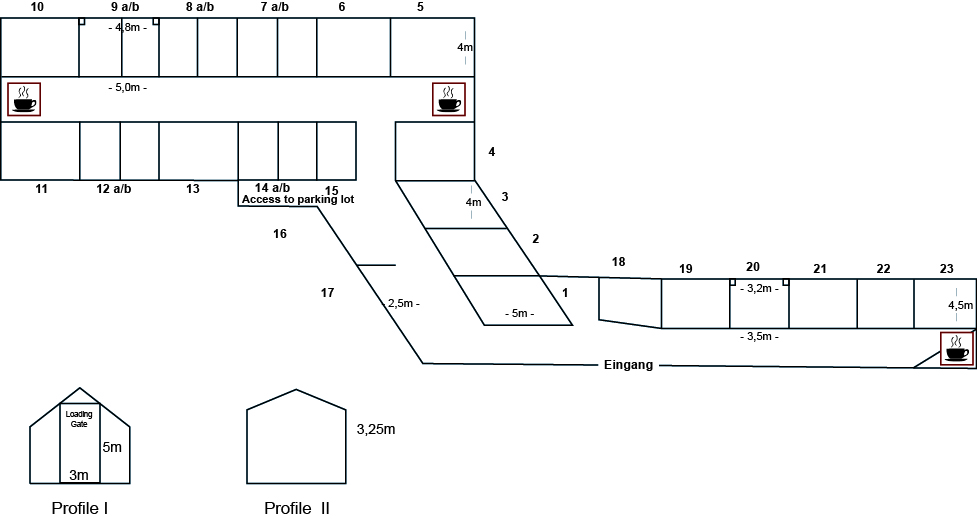 10 9 a/b 8 a/b 7 a/b 6 5
- 4,8m -
4m
- 5,0m -
4
11 12 a/b 13 14 a/b 15
Access to parking lot
4m
3
16
2
18 19 20 21 22 23
17
1
- 3,2m -
- 2,5m -
- 5m -
4,5m
- 3,5m -
Eingang
Loading
Gate
5m
3m
3,25m
Profile I
Profile II